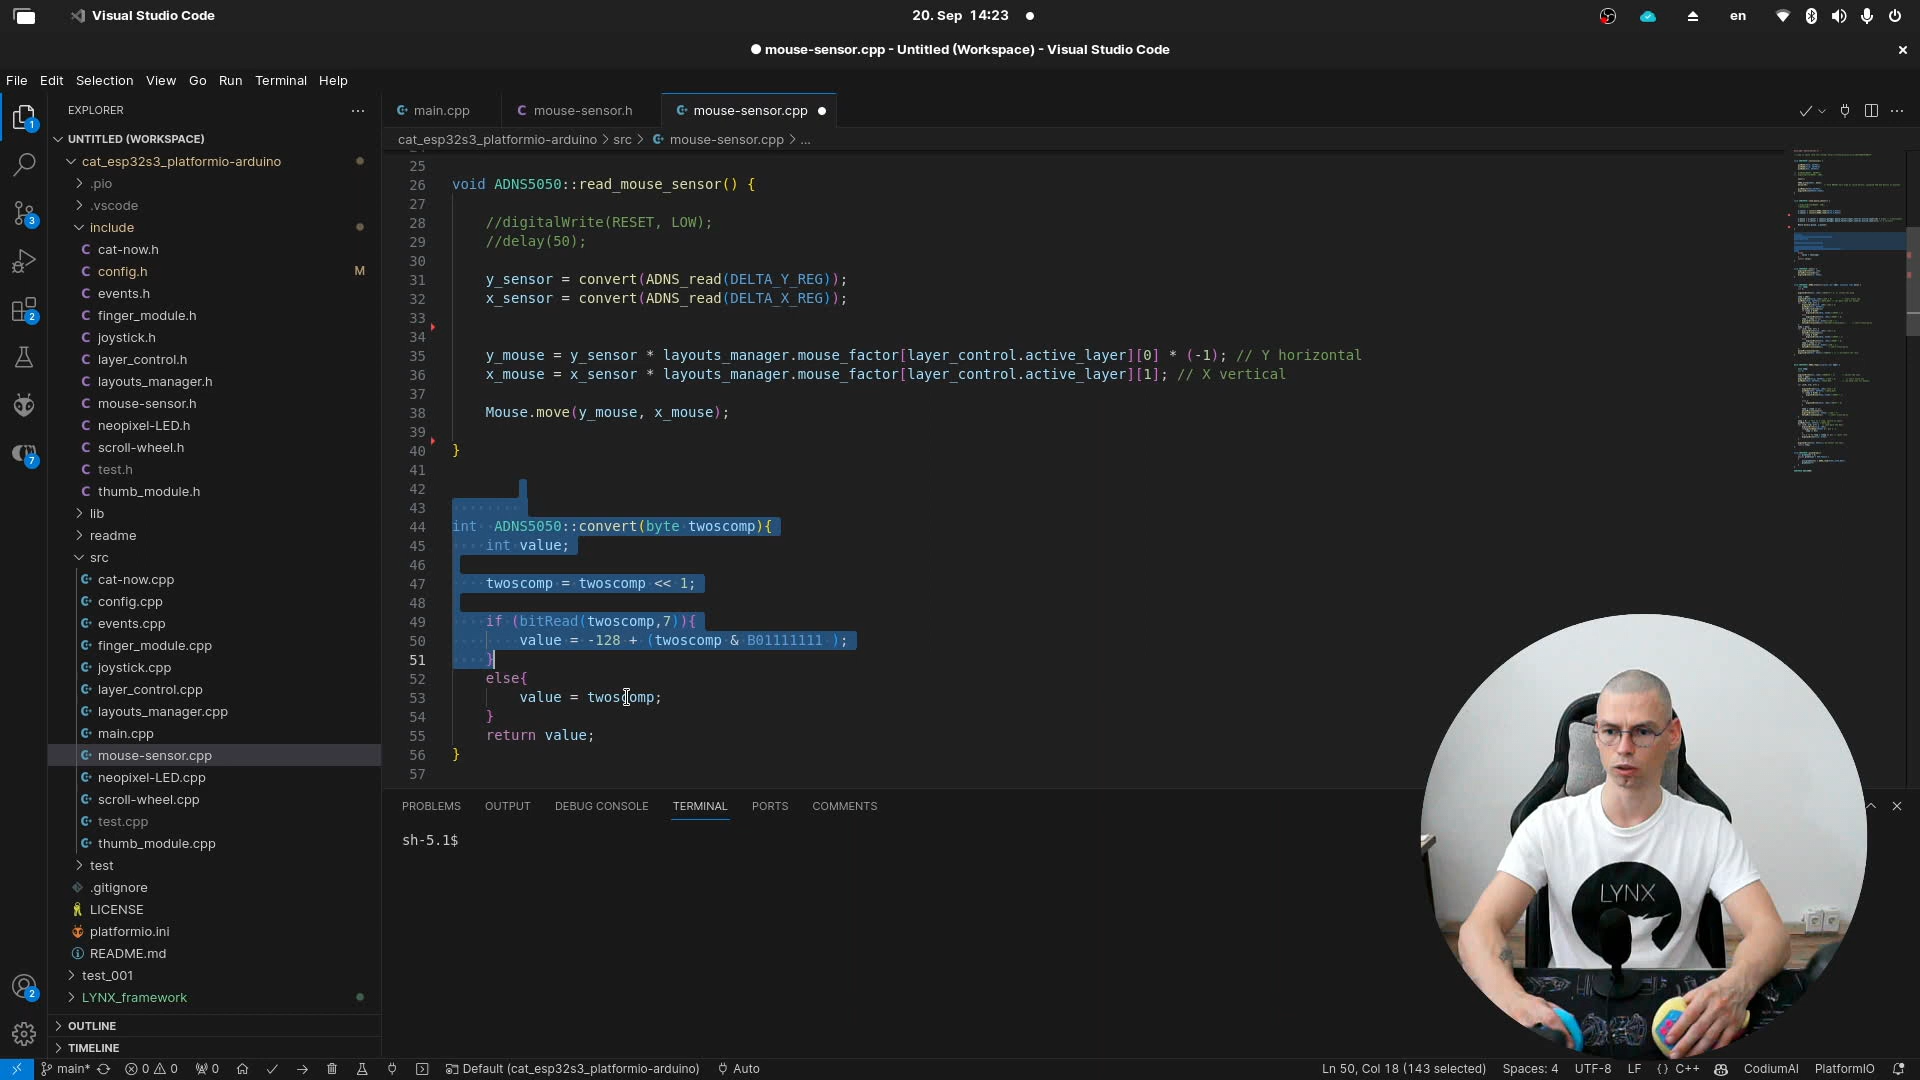 Visual Studio Code
20. Sep 14:23
en
mouse-sensor.cpp - Untitled (Workspace) - Visual Studio Code
File Edit Selection View Go Run Terminal Help
EXPLORER
main.cpp
mouse-sensor.h
mouse-sensor.cpp
UNTITLED (WORKSPACE)
cat_esp32s3_platformio-arduino > src > mouse-sensor.cpp > ...
cat_esp32s3_platformio-arduino
.pio
.vscode
include
cat-now.h
config.h M
events.h
finger_module.h
joystick.h
layer_control.h
layouts_manager.h
mouse-sensor.h
neopixel-LED.h
scroll-wheel.h
test.h
thumb_module.h
lib
readme
src
cat-now.cpp
config.cpp
events.cpp
finger_module.cpp
joystick.cpp
layer_control.cpp
layouts_manager.cpp
main.cpp
mouse-sensor.cpp
neopixel-LED.cpp
scroll-wheel.cpp
test.cpp
thumb_module.cpp
test
.gitignore
LICENSE
platformio.ini
README.md
test_001
LYNX_framework
OUTLINE
TIMELINE
1
3
2
7
2
25
26 void ADNS5050::read_mouse_sensor() {
27
28 //digitalWrite(RESET, LOW);
29 //delay(50);
30
31 y_sensor = convert(ADNS_read(DELTA_Y_REG));
32 x_sensor = convert(ADNS_read(DELTA_X_REG));
33
34
35 y_mouse = y_sensor * layouts_manager.mouse_factor[layer_control.active_layer][0] * (-1); // Y horizontal
36 x_mouse = x_sensor * layouts_manager.mouse_factor[layer_control.active_layer][1]; // X vertical
37
38 Mouse.move(y_mouse, x_mouse);
39
40 }
41
42
43
44 int ADNS5050::convert(byte twoscomp){
45 int value;
46
47 twoscomp = twoscomp << 1;
48
49 if (bitRead(twoscomp,7)){
50 value = -128 + (twoscomp & B01111111 );
51 }
52 else{
53 value = twoscomp;
54 }
55 return value;
56 }
57
PROBLEMS OUTPUT DEBUG CONSOLE TERMINAL PORTS COMMENTS
sh-5.1$
LYNX
main* 0 0 0 Default (cat_esp32s3_platformio-arduino) Auto
Ln 50, Col 18 (143 selected) Spaces: 4 UTF-8 LF {} C++ CodiumAI PlatformIO